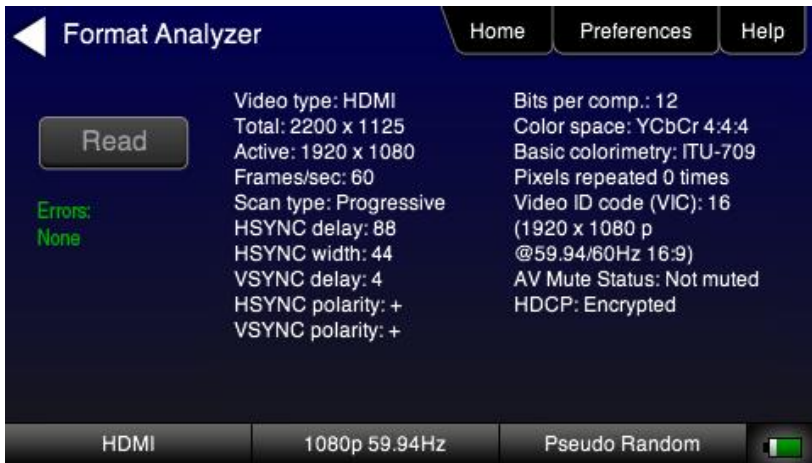 Format Analyzer
Home
Preferences
Help
Read
Errors:
None
Video type: HDMI
Total: 2200 x 1125
Active: 1920 x 1080
Frames/sec: 60
Scan type: Progressive
HSYNC delay: 88
HSYNC width: 44
VSYNC delay: 4
HSYNC polarity: +
VSYNC polarity: +
Bits per comp.: 12
Color space: YCbCr 4:4:4
Basic colorimetry: ITU-709
Pixels repeated 0 times
Video ID code (VIC): 16
(1920 x 1080 p
@59.94/60Hz 16:9)
AV Mute Status: Not muted
HDCP: Encrypted
HDMI
1080p 59.94Hz
Pseudo Random